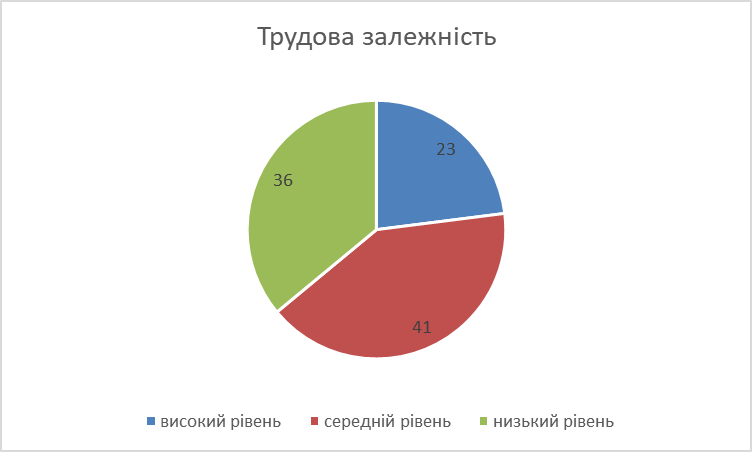 Трудова залежність
23
36
41
високий рівень
середній рівень
низький рівень